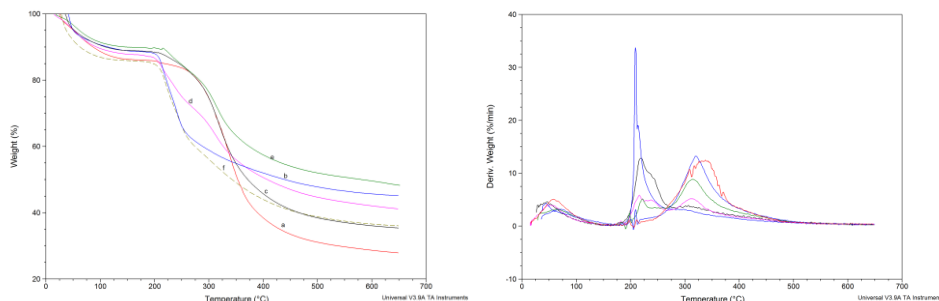 100
80
60
40
20
Weight (%)
a
b
c
d
e
f
0
100
200
300
400
500
600
700
Temperature (°C)
Universal V3.9A TA Instruments
40
30
20
10
0
-10
Deriv. Weight (%/min)
0
100
200
300
400
500
600
700
Temperature (°C)
Universal V3.9A TA Instruments